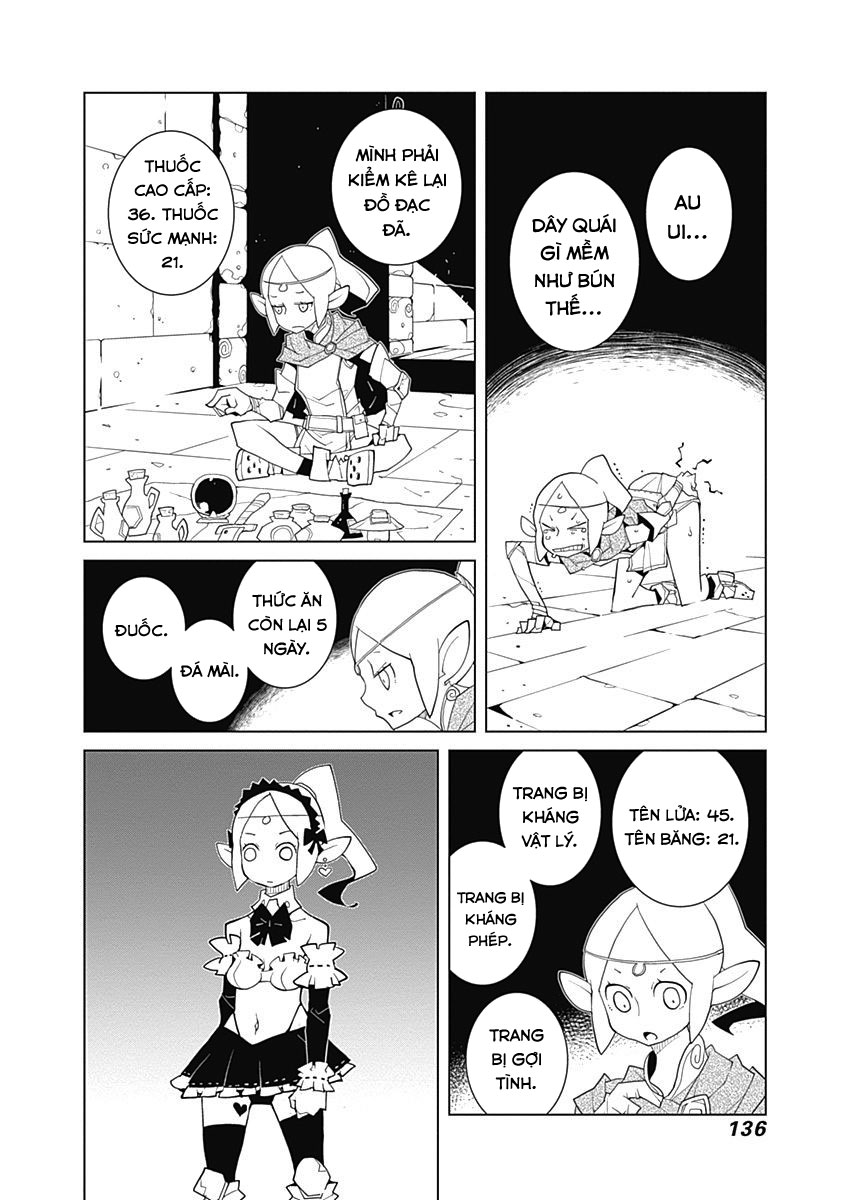 AU
UI...
DÂY QUÁI
GÌ MỀM
NHƯ BÚN
THẾ...
MÌNH PHẢI
KIỂM KÊ LẠI
ĐỒ ĐẠC
ĐÃ.
THUỐC
CAO CẤP:
36. THUỐC
SỨC MẠNH:
21.
THỨC ĂN
CÒN LẠI 5
NGÀY.
ĐÁ MÀI.
ĐUỐC.
TÊN LỬA: 45.
TÊN BĂNG: 21.
TRANG BỊ
KHÁNG
VẬT LÝ.
TRANG BỊ
KHÁNG
PHÉP.
TRANG
BỊ GỢI
TÌNH.
136